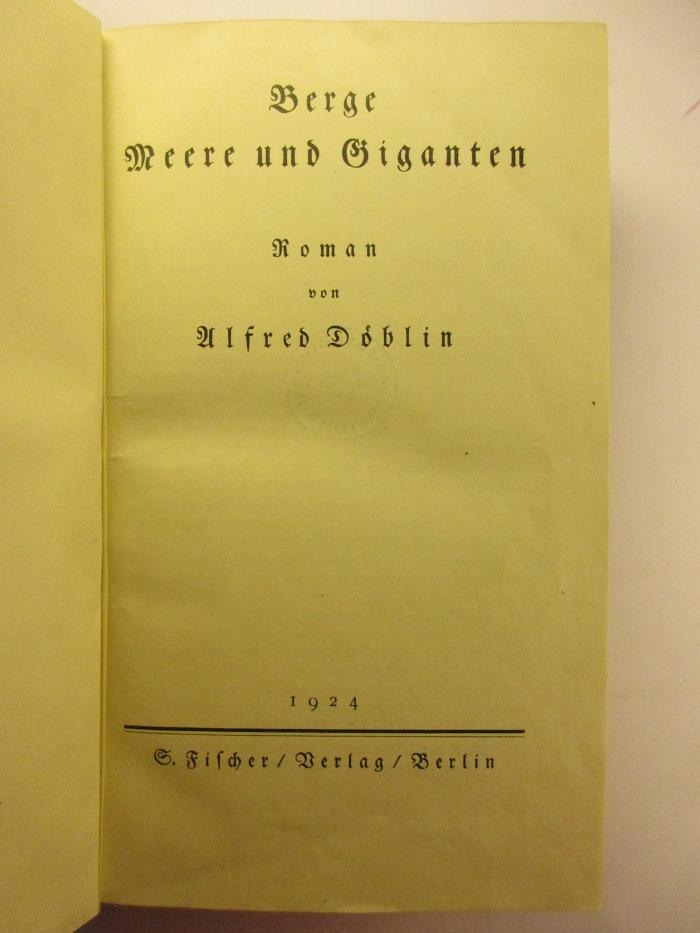 Berge
Meere und Giganten
Roman
von
Alfred Döblin
1924
S. Fischer / Verlag / Berlin